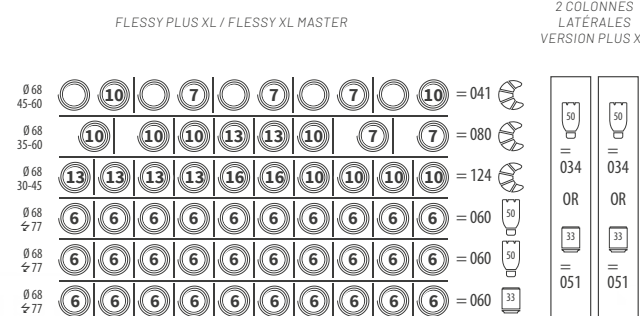 FLESSY PLUS XL / FLESSY XL MASTER
2 COLONNES
LATÉRALES
VERSION PLUS X
Ø 68
45-60
10 7 7 7 10 = 041
Ø 68
35-60
10 10 10 13 13 10 7 7 = 080
Ø 68
30-45
13 13 13 13 16 16 10 10 10 10 = 124
Ø 68
77
6 6 6 6 6 6 6 6 6 6 = 060 50
Ø 68
77
6 6 6 6 6 6 6 6 6 6 = 060 50
Ø 68
77
6 6 6 6 6 6 6 6 6 6 = 060 33
50 50
= =
034 034
OR OR
33 33
= =
051 051